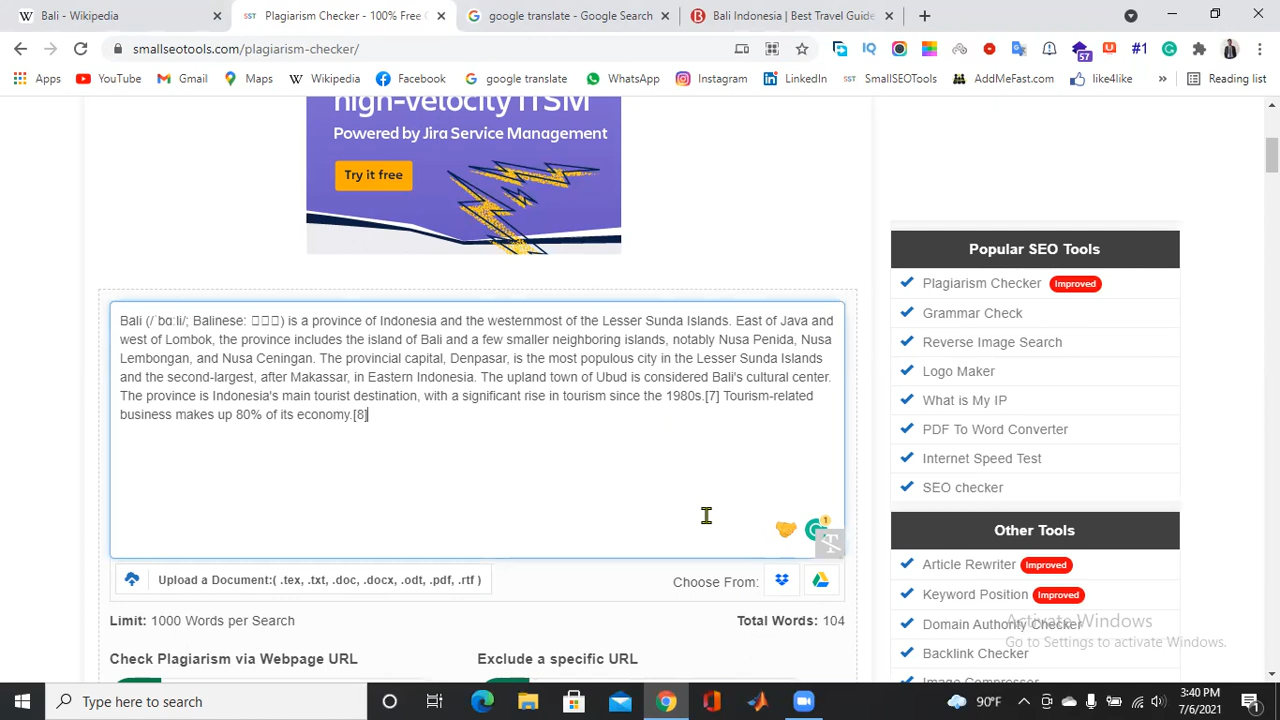 Bali - Wikipedia
Plagiarism Checker - 100% Free
google translate - Google Search
Bali Indonesia | Best Travel Guide
smallseotools.com/plagiarism-checker/
#1
57
Apps
YouTube
Gmail
Maps
Wikipedia
Facebook
google translate
WhatsApp
Instagram
LinkedIn
SmallSEOTools
AddMeFast.com
like4like
Reading list
high-velocity ITSM
Powered by Jira Service Management
Try it free
Bali (/ˈbɑːli/; Balinese: ) is a province of Indonesia and the westernmost of the Lesser Sunda Islands. East of Java and
west of Lombok, the province includes the island of Bali and a few smaller neighboring islands, notably Nusa Penida, Nusa
Lembongan, and Nusa Ceningan. The provincial capital, Denpasar, is the most populous city in the Lesser Sunda Islands
and the second-largest, after Makassar, in Eastern Indonesia. The upland town of Ubud is considered Bali's cultural center.
The province is Indonesia's main tourist destination, with a significant rise in tourism since the 1980s.[7] Tourism-related
business makes up 80% of its economy.[8]
1
Upload a Document:( .tex, .txt, .doc, .docx, .odt, .pdf, .rtf )
Choose From:
Limit: 1000 Words per Search
Total Words: 104
Check Plagiarism via Webpage URL
Exclude a specific URL
Popular SEO Tools
Plagiarism Checker Improved
Grammar Check
Reverse Image Search
Logo Maker
What is My IP
PDF To Word Converter
Internet Speed Test
SEO checker
Other Tools
Article Rewriter Improved
Keyword Position Improved
Domain Authority Checker
Backlink Checker
Image Compressor
Activate Windows
Go to Settings to activate Windows.
Type here to search
90°F
3:40 PM
7/6/2021